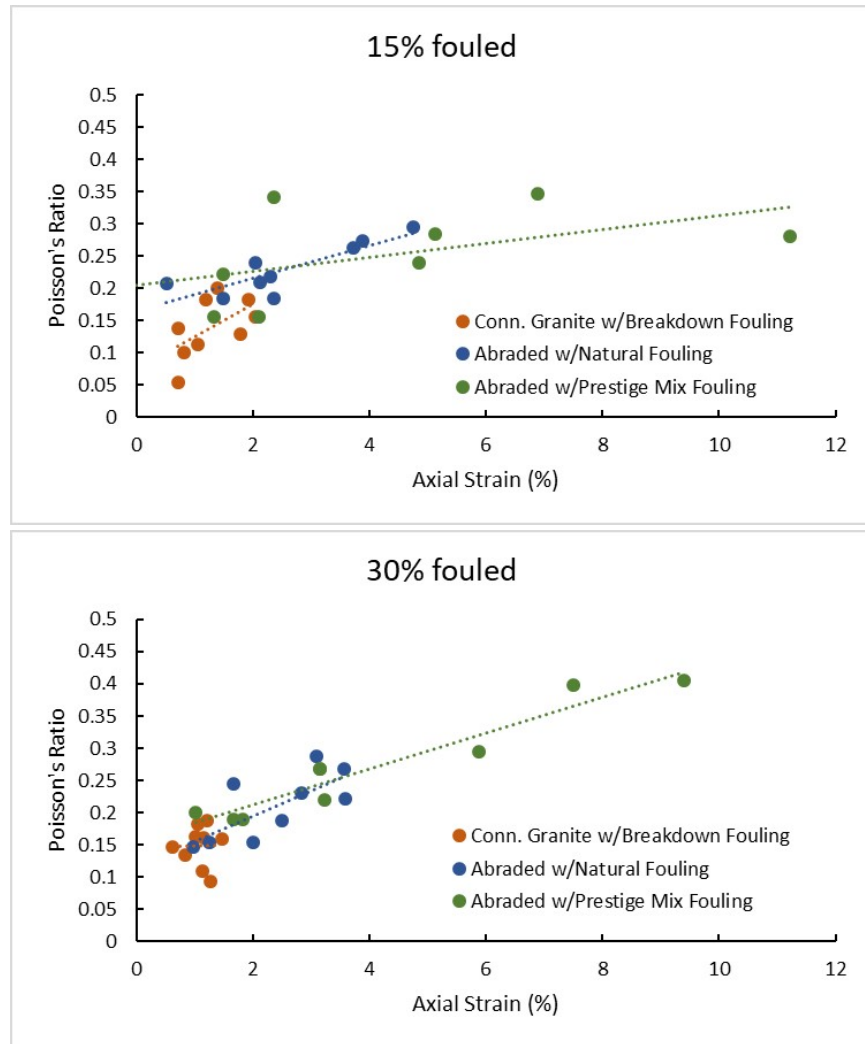 15% fouled
0.5
0.45
0.4
0.35
0.3
0.25
0.2
0.15
0.1
0.05
0
Poisson's Ratio
Conn. Granite w/Breakdown Fouling
Abraded w/Natural Fouling
Abraded w/Prestige Mix Fouling
0 2 4 6 8 10 12
Axial Strain (%)
30% fouled
0.5
0.45
0.4
0.35
0.3
0.25
0.2
0.15
0.1
0.05
0
Poisson's Ratio
Conn. Granite w/Breakdown Fouling
Abraded w/Natural Fouling
Abraded w/Prestige Mix Fouling
0 2 4 6 8 10 12
Axial Strain (%)